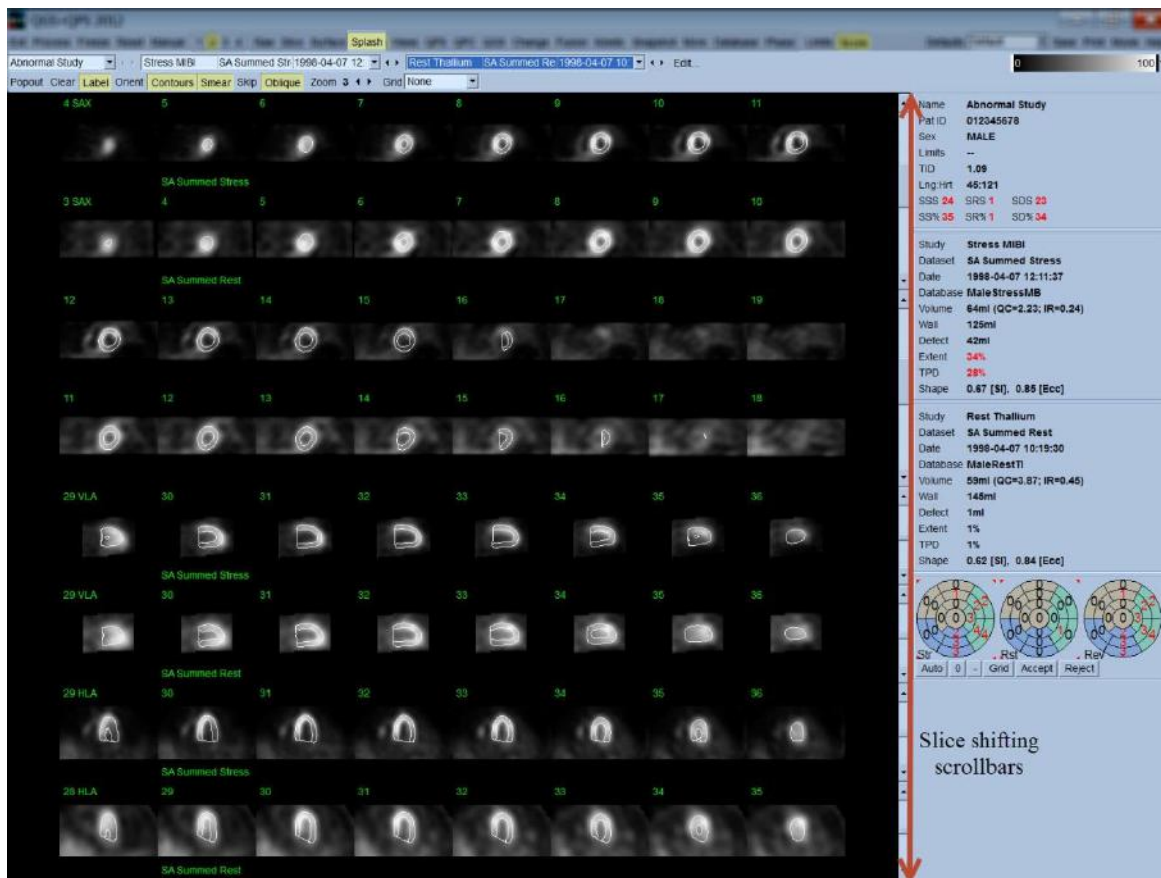 QGS+QPS 2012
Splash
Abnormal Study Stress MIBI SA Summed Str 1998-04-07 12: Rest Thallium SA Summed Re 1998-04-07 10: Edit...
0 100
Popout Clear Label Orient Contours Smear Skip Oblique Zoom 3 Grid None
4 SAX 5 6 7 8 9 10 11
SA Summed Stress
3 SAX 4 5 6 7 8 9 10
SA Summed Rest
12 13 14 15 16 17 18 19
11 12 13 14 15 16 17 18
29 VLA 30 31 32 33 34 35 36
SA Summed Stress
29 VLA 30 31 32 33 34 35 36
SA Summed Rest
29 HLA 30 31 32 33 34 35 36
SA Summed Stress
28 HLA 29 30 31 32 33 34 35
SA Summed Rest
Name Abnormal Study
Pat ID 012345678
Sex MALE
Limits --
TID 1.09
Lng:Hrt 45:121
SSS 24 SRS 1 SDS 23
SS% 35 SR% 1 SD% 34
Study Stress MIBI
Dataset SA Summed Stress
Date 1998-04-07 12:11:37
Database MaleStressMB
Volume 64ml (QC=2.23; IR=0.24)
Wall 125ml
Defect 42ml
Extent 34%
TPD 28%
Shape 0.67 [SI], 0.85 [Ecc]
Study Rest Thallium
Dataset SA Summed Rest
Date 1998-04-07 10:19:30
Database MaleRestTl
Volume 59ml (QC=3.87; IR=0.45)
Wall 145ml
Defect 1ml
Extent 1%
TPD 1%
Shape 0.62 [SI], 0.84 [Ecc]
Str Rst Rev
Auto 0 - Grid Accept Reject
Slice shifting
scrollbars